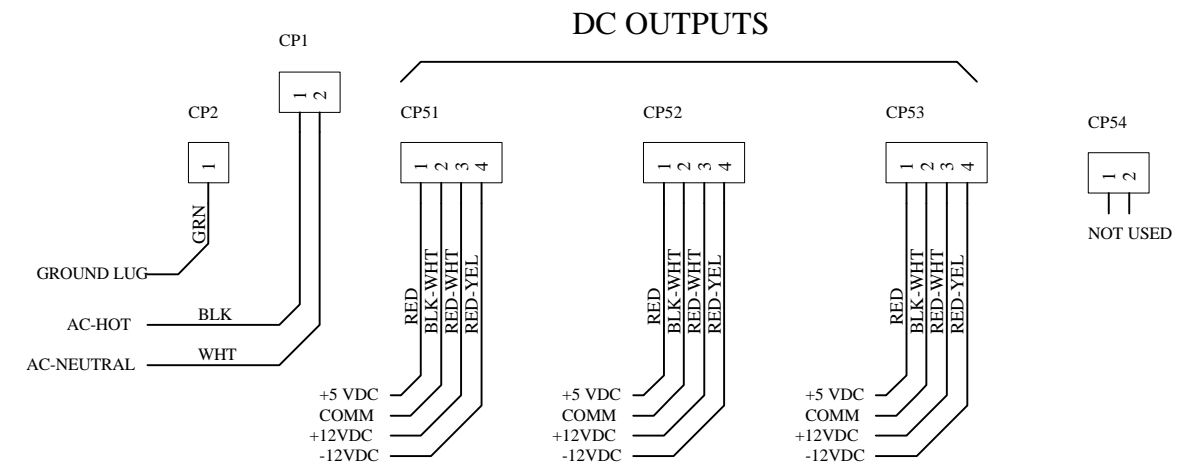 DC OUTPUTS
CP1
1 2
CP2
1
GRN
GROUND LUG
AC-HOT
BLK
AC-NEUTRAL
WHT
CP51
1 2 3 4
RED
BLK-WHT
RED-WHT
RED-YEL
+5 VDC
COMM
+12VDC
-12VDC
CP52
1 2 3 4
RED
BLK-WHT
RED-WHT
RED-YEL
+5 VDC
COMM
+12VDC
-12VDC
CP53
1 2 3 4
RED
BLK-WHT
RED-WHT
RED-YEL
+5 VDC
COMM
+12VDC
-12VDC
CP54
1 2
NOT USED